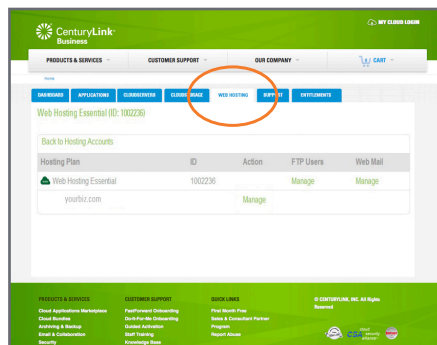 CenturyLink
Business
MY CLOUD LOGIN
PRODUCTS & SERVICES CUSTOMER SUPPORT OUR COMPANY CART
Home
DASHBOARD APPLICATIONS CLOUDSERVERS CLOUDSTORAGE WEB HOSTING SUPPORT ENTITLEMENTS
Web Hosting Essential (ID: 1002236)
Back to Hosting Accounts
Hosting Plan ID Action FTP Users Web Mail
Web Hosting Essential 1002236 Manage Manage
yourbiz.com Manage
PRODUCTS & SERVICES CUSTOMER SUPPORT QUICK LINKS © CENTURYLINK, INC. All Rights
Reserved
Cloud Applications Marketplace FastForward Onboarding First Month Free
Cloud Bundles Do-It-For-Me Onboarding Sales & Consultant Partner
Archiving & Backup Guided Activation Program
Email & Collaboration Staff Training Report Abuse
Security Knowledge Base
CSA cloud security alliance